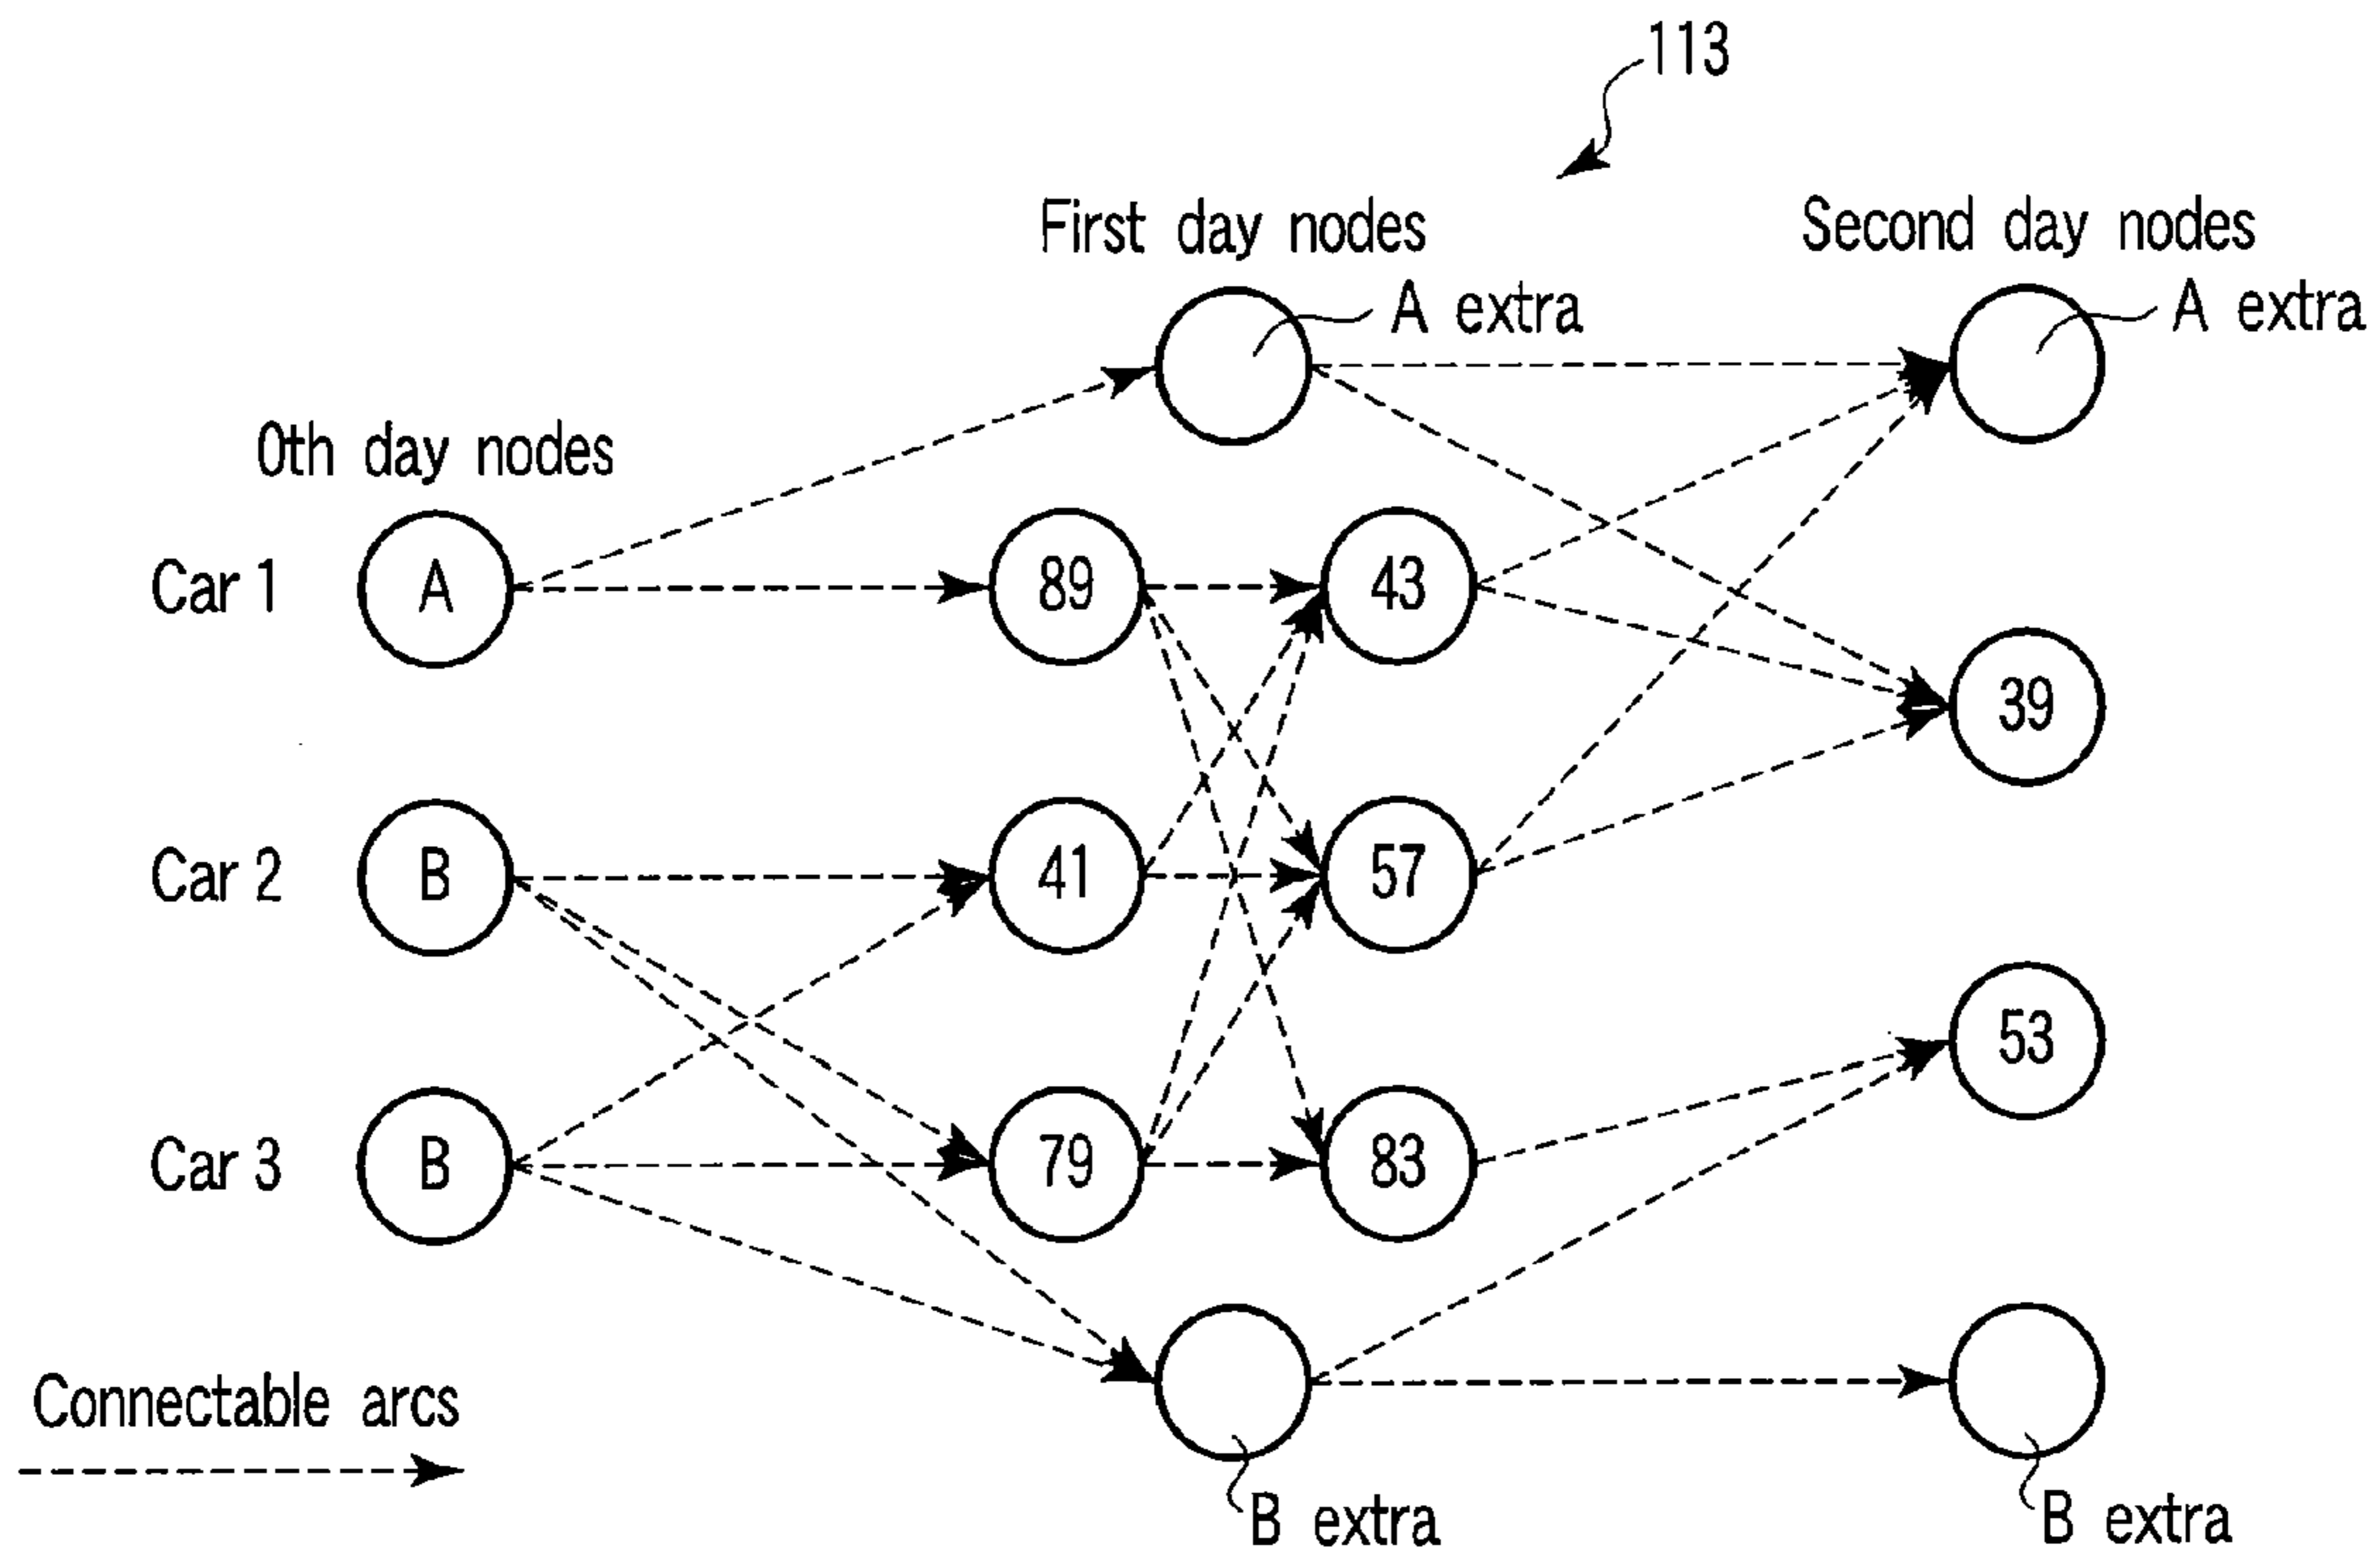 113
First day nodes
Second day nodes
A extra
A extra
0th day nodes
Car 1
A
89
43
39
Car 2
B
41
57
53
Car 3
B
79
83
Connectable arcs
B extra
B extra